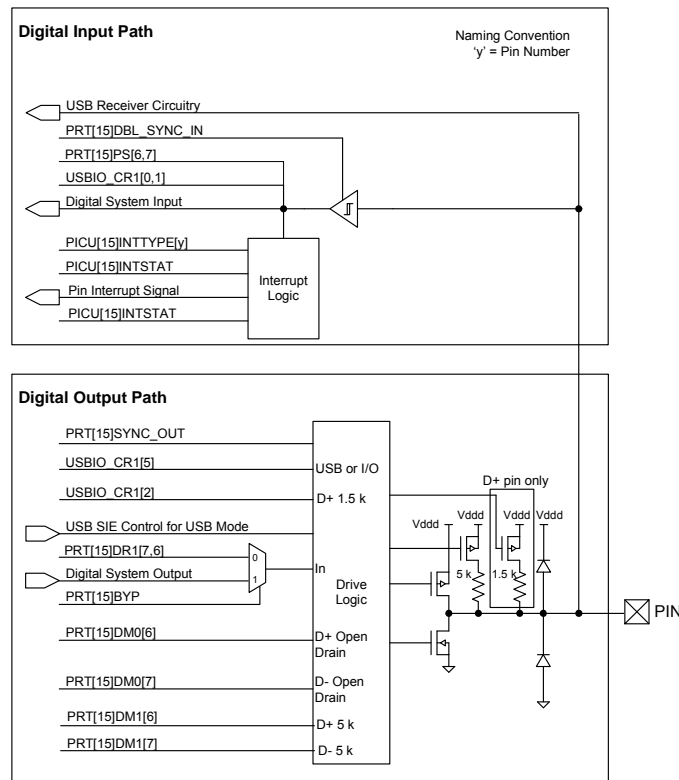 Digital Input Path
Naming Convention
‘y’ = Pin Number
USB Receiver Circuitry
PRT[15]DBL_SYNC_IN
PRT[15]PS[6,7]
USBIO_CR1[0,1]
Digital System Input
PICU[15]INTTYPE[y]
PICU[15]INTSTAT
Pin Interrupt Signal
PICU[15]INTSTAT
Interrupt
Logic
Digital Output Path
PRT[15]SYNC_OUT
USBIO_CR1[5]
USB or I/O
USBIO_CR1[2]
D+ 1.5 k
D+ pin only
Vddd
Vddd
Vddd
Vddd
USB SIE Control for USB Mode
PRT[15]DR1[7,6]
0
Digital System Output
1
PRT[15]BYP
In
Drive
Logic
5 k
1.5 k
PIN
PRT[15]DM0[6]
D+ Open
Drain
PRT[15]DM0[7]
D- Open
Drain
PRT[15]DM1[6]
D+ 5 k
PRT[15]DM1[7]
D- 5 k